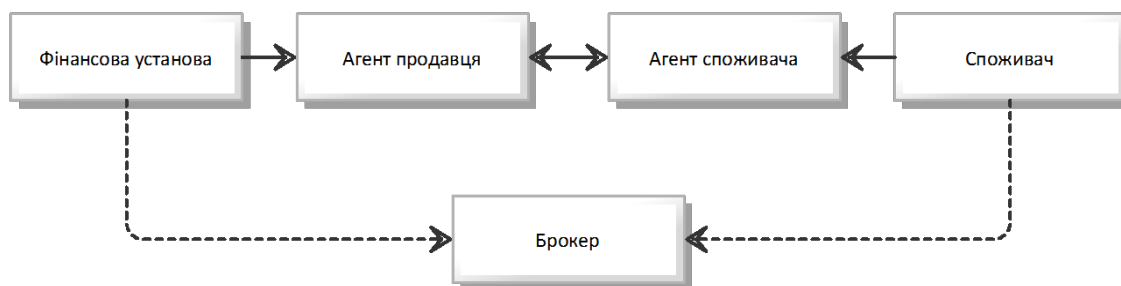 Фінансова установа
Агент продавця
Агент споживача
Споживач
Брокер